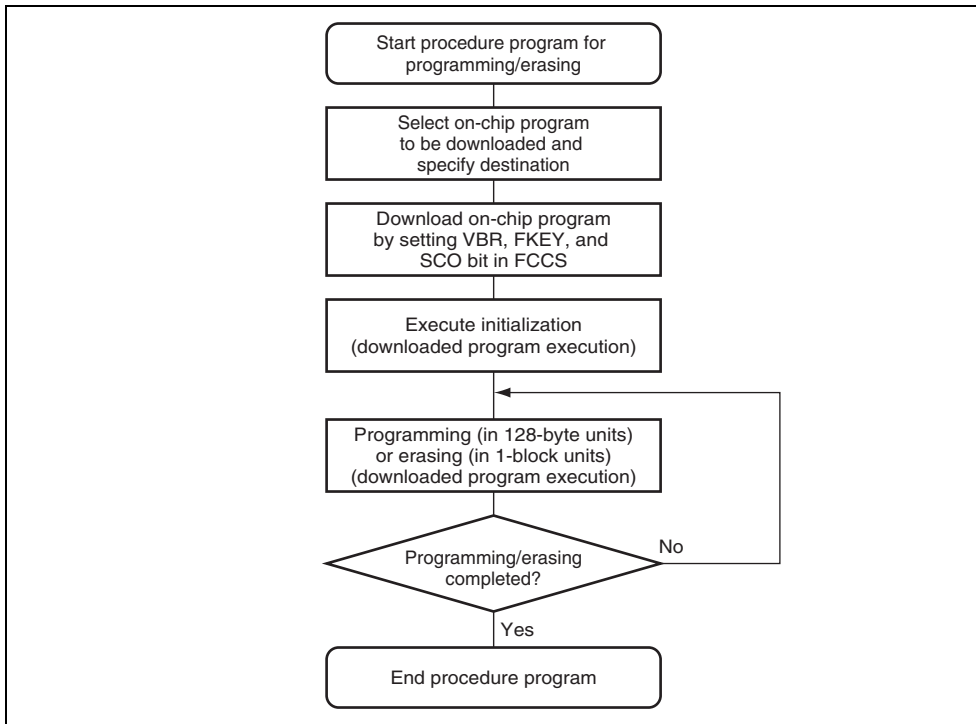 Start procedure program for
programming/erasing
Select on-chip program
to be downloaded and
specify destination
Download on-chip program
by setting VBR, FKEY, and
SCO bit in FCCS
Execute initialization
(downloaded program execution)
Programming (in 128-byte units)
or erasing (in 1-block units)
(downloaded program execution)
Programming/erasing
completed?
No
Yes
End procedure program